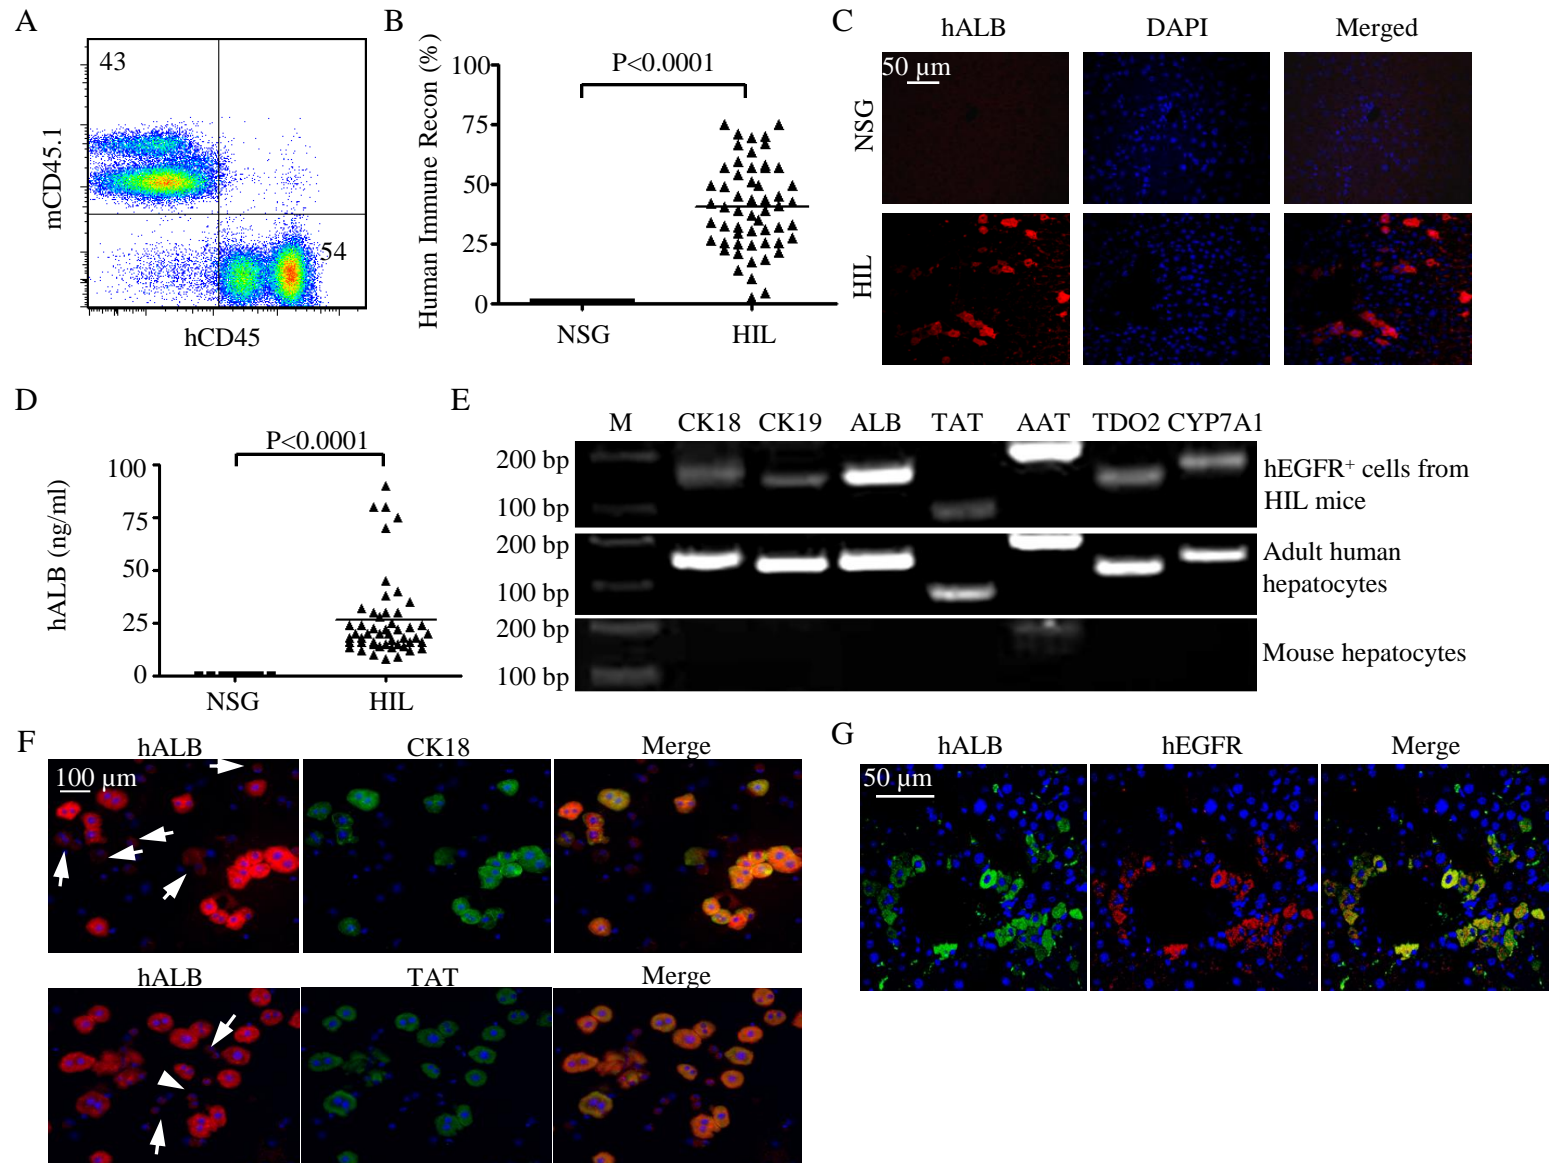 A
43
54
mCD45.1
hCD45
B
Human Immune Recon (%)
100
75
50
25
0
P<0.0001
NSG
HIL
C
hALB
DAPI
Merged
50 µm
NSG
HIL
D
hALB (ng/ml)
100
75
50
25
0
P<0.0001
NSG
HIL
E
M CK18 CK19 ALB TAT AAT TDO2 CYP7A1
200 bp
100 bp
hEGFR⁺ cells from
HIL mice
200 bp
100 bp
Adult human
hepatocytes
200 bp
100 bp
Mouse hepatocytes
F
hALB
CK18
Merge
100 µm
hALB
TAT
Merge
G
hALB
hEGFR
Merge
50 µm